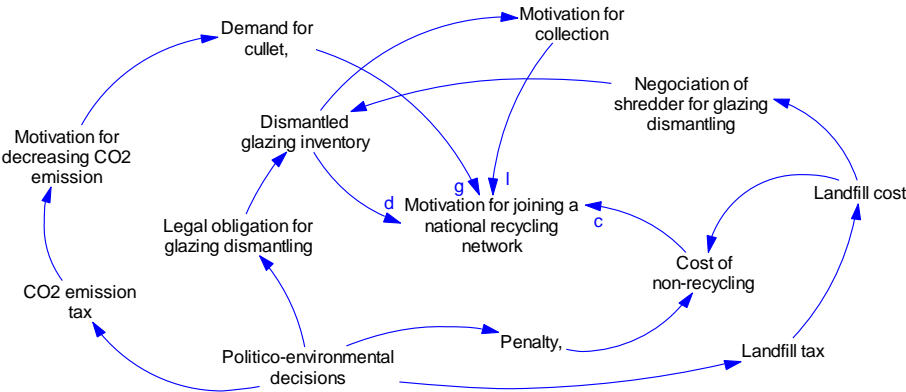 Demand for
cullet,
Motivation for
collection
Negociation of
shredder for glazing
dismantling
Motivation for
decreasing CO2
emission
Dismantled
glazing inventory
Landfill cost
d
g
l
Motivation for joining a
national recycling
network
c
Legal obligation for
glazing dismantling
Cost of
non-recycling
CO2 emission
tax
Penalty,
Landfill tax
Politico-environmental
decisions